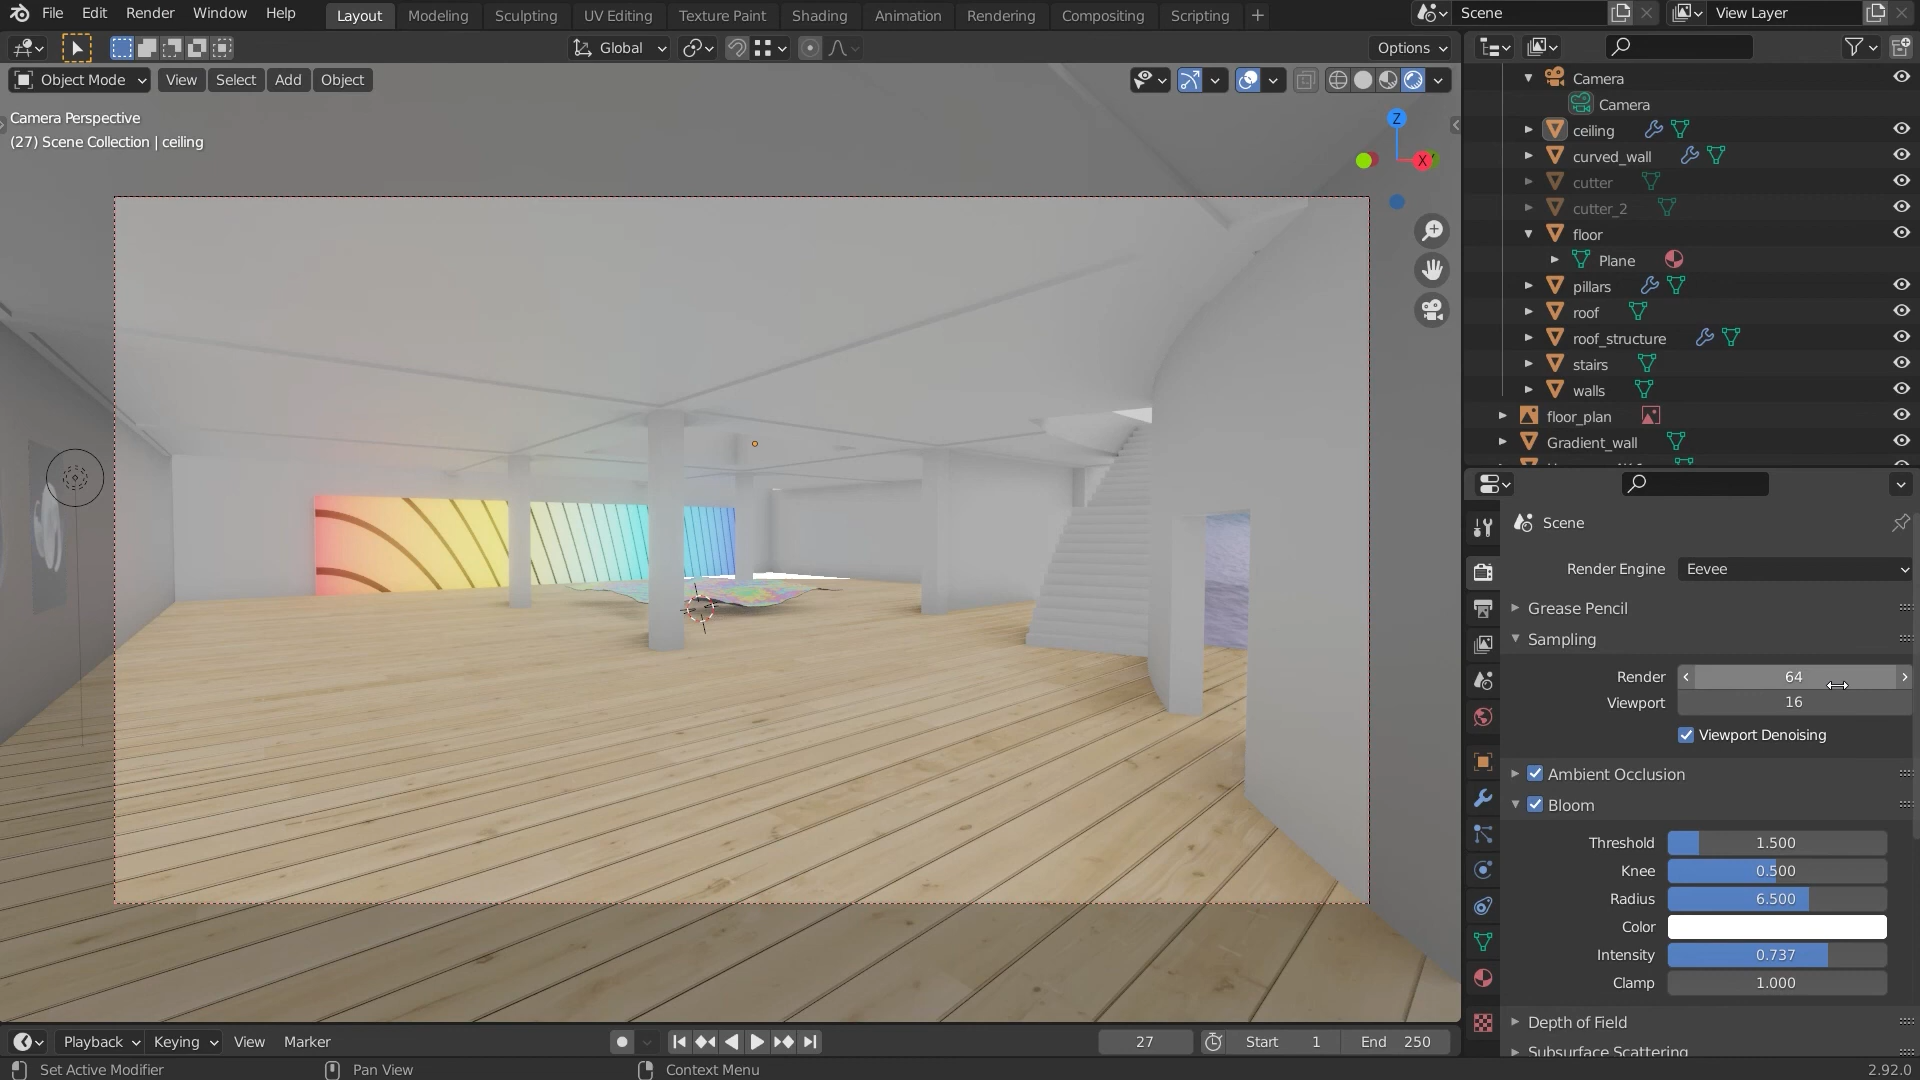 File Edit Render Window Help
Layout Modeling Sculpting UV Editing Texture Paint Shading Animation Rendering Compositing Scripting +
Scene
View Layer
Global
Options
Object Mode View Select Add Object
Camera Perspective
(27) Scene Collection | ceiling
Z
X
Camera
Camera
ceiling
curved_wall
cutter
cutter_2
floor
Plane
pillars
roof
roof_structure
stairs
walls
floor_plan
Gradient_wall
Scene
Render Engine Eevee
Grease Pencil
Sampling
Render 64
Viewport 16
Viewport Denoising
Ambient Occlusion
Bloom
Threshold 1.500
Knee 0.500
Radius 6.500
Color
Intensity 0.737
Clamp 1.000
Depth of Field
Subsurface Scattering
Playback Keying View Marker
27 Start 1 End 250
Set Active Modifier Pan View Context Menu 2.92.0